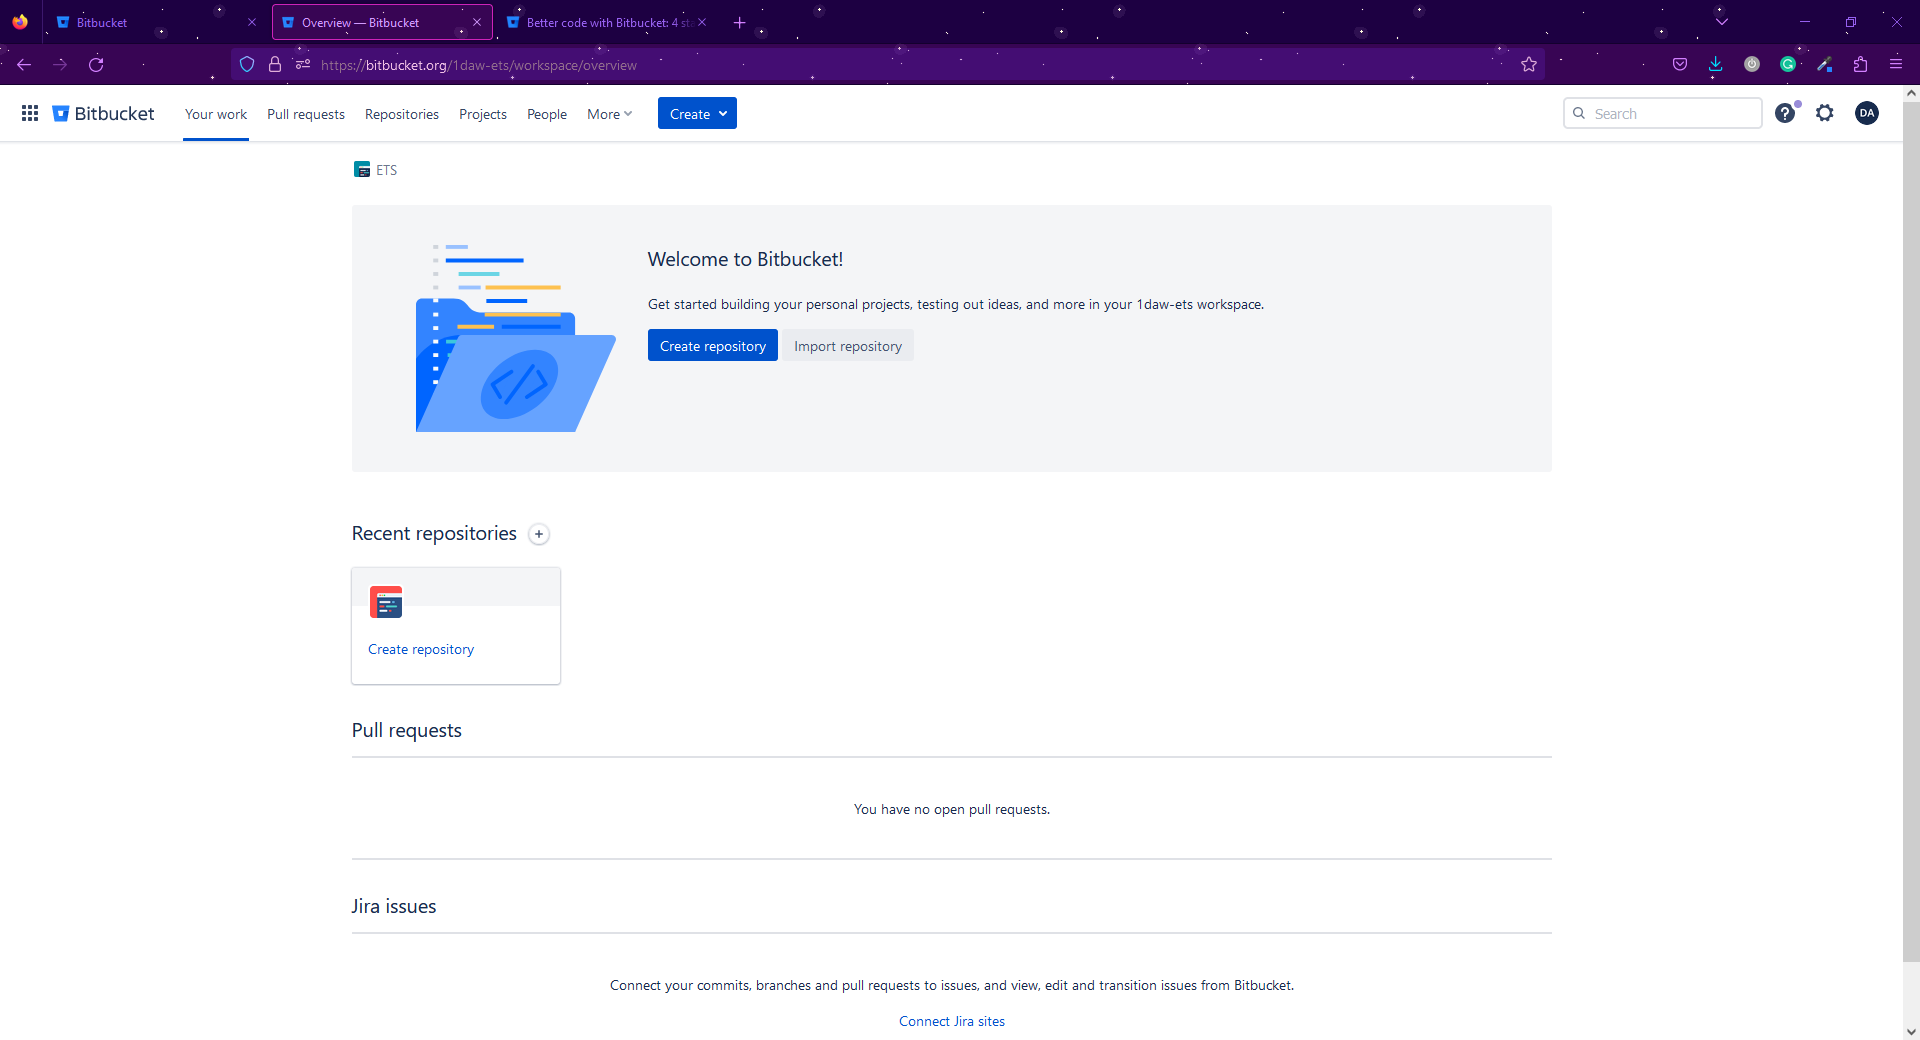 Bitbucket
Overview — Bitbucket
Better code with Bitbucket: 4 sta
https://bitbucket.org/1daw-ets/workspace/overview
Bitbucket
Your work
Pull requests
Repositories
Projects
People
More
Create
Search
DA
ETS
Welcome to Bitbucket!
Get started building your personal projects, testing out ideas, and more in your 1daw-ets workspace.
Create repository
Import repository
Recent repositories
Create repository
Pull requests
You have no open pull requests.
Jira issues
Connect your commits, branches and pull requests to issues, and view, edit and transition issues from Bitbucket.
Connect Jira sites